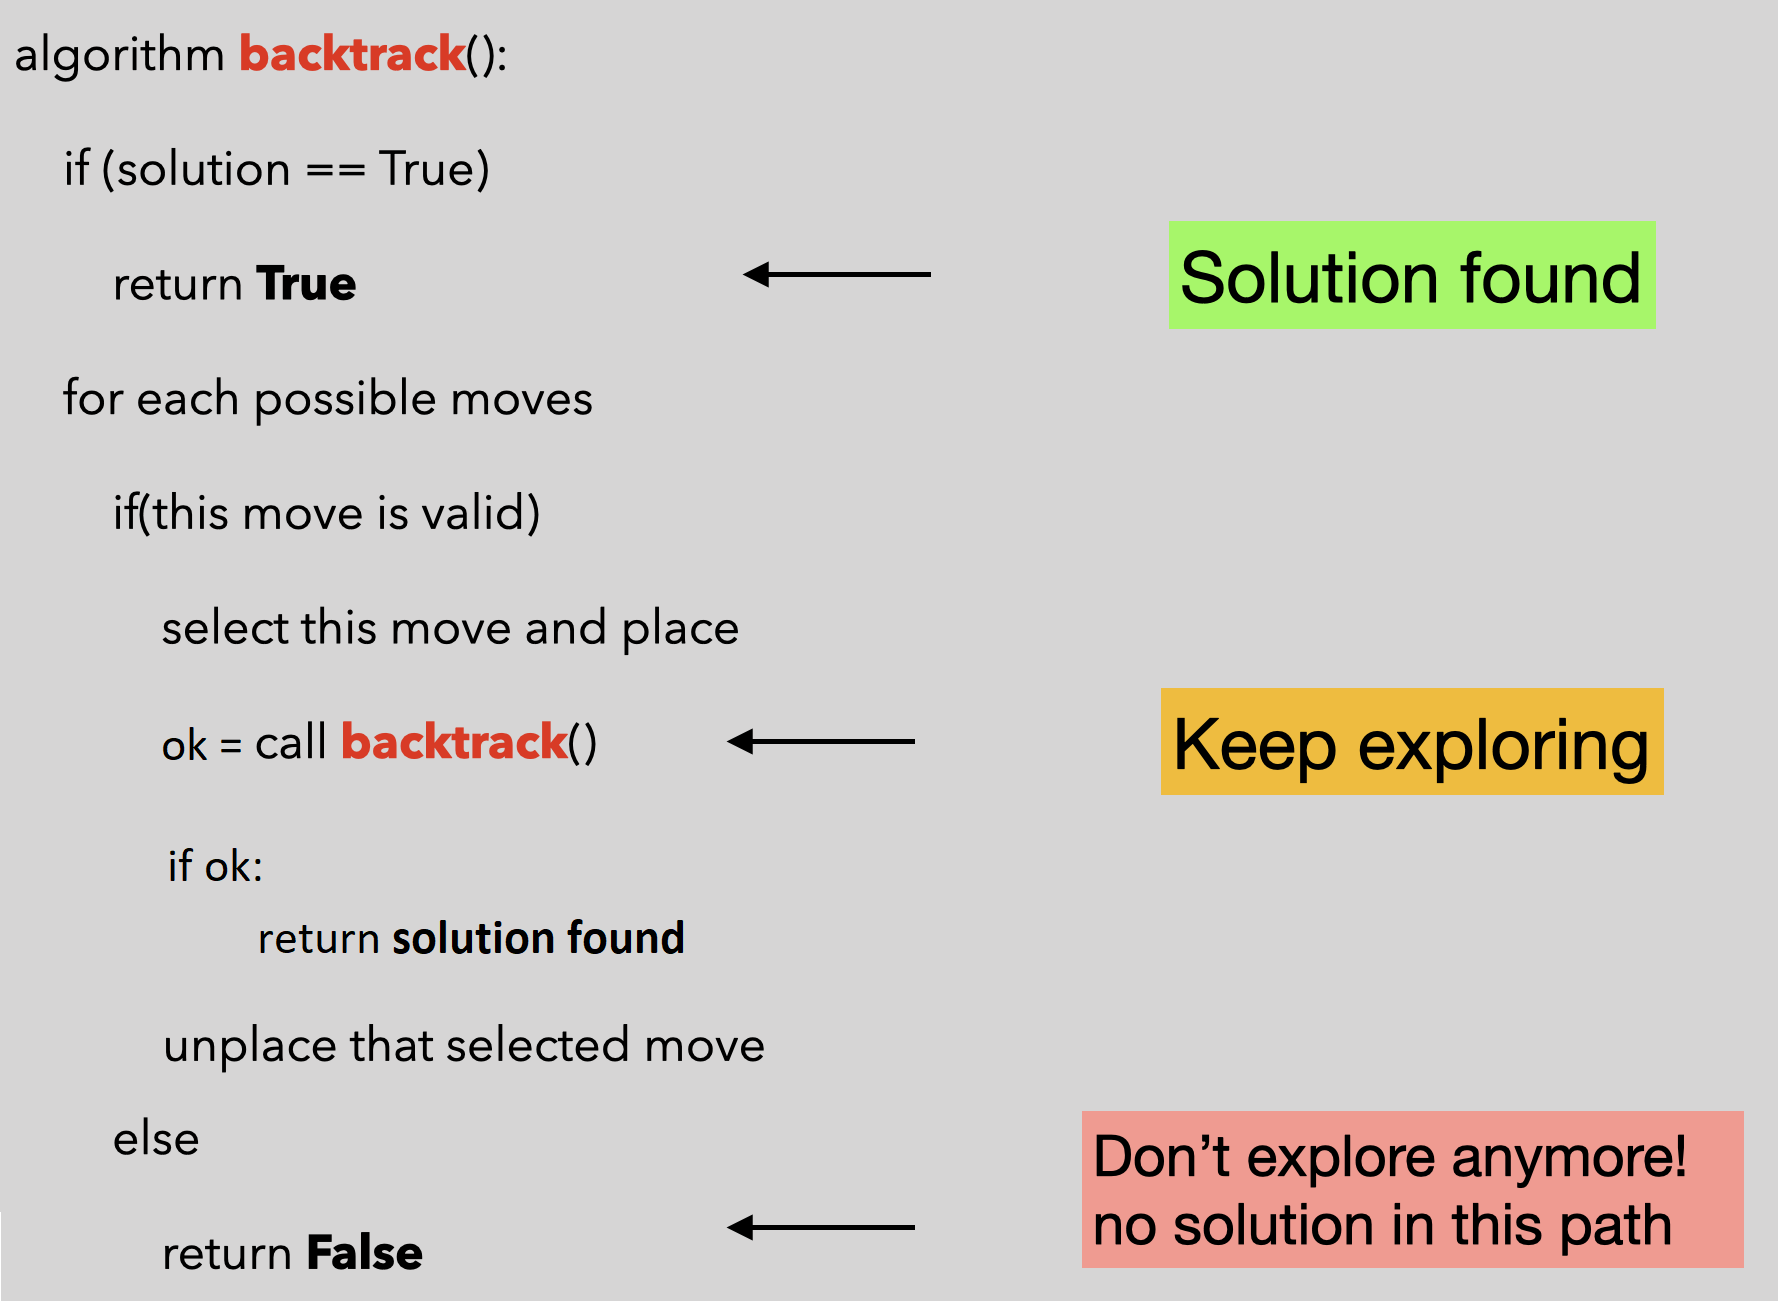 algorithm backtrack():
if (solution == True)
return True
Solution found
for each possible moves
if(this move is valid)
select this move and place
ok = call backtrack()
Keep exploring
if ok:
return solution found
unplace that selected move
else
return False
Don’t explore anymore!
no solution in this path